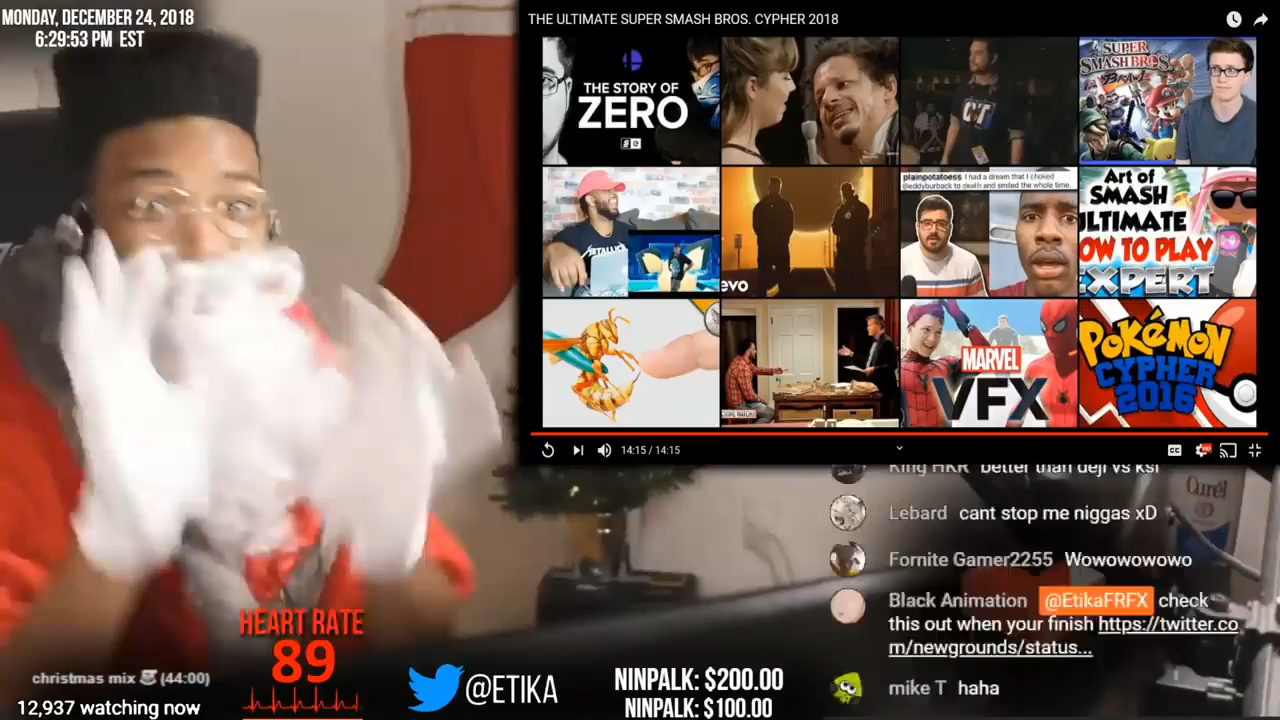 MONDAY, DECEMBER 24, 2018
6:29:53 PM EST
THE ULTIMATE SUPER SMASH BROS. CYPHER 2018
THE STORY OF
ZERO
SUPER
SMASH BROS.
BRAWL
METALLICA
evo
plainpotatoess I had a dream that I choked
@eddyburback to death and smiled the whole time.
Art of
SMASH
ULTIMATE
OW TO PLAY
EXPERT
MARVEL
VFX
POKéMON
CYPHER
2016
14:15 / 14:15
CC
King HKR better than deji vs ksi
Lebard cant stop me niggas xD
Fornite Gamer2255 Wowowowowo
Black Animation @EtikaFRFX check
this out when your finish https://twitter.co
m/newgrounds/status...
mike T haha
Curél
HEART RATE
89
christmas mix (44:00)
12,937 watching now
@ETIKA
NINPALK: $200.00
NINPALK: $100.00